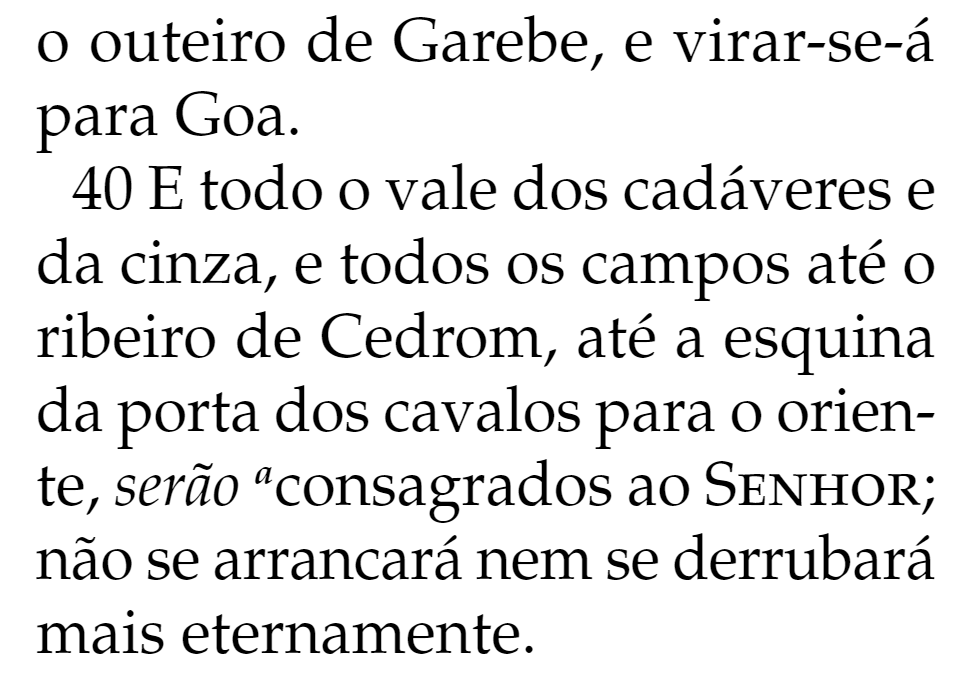 o outeiro de Garebe, e virar-se-á
para Goa.
40 E todo o vale dos cadáveres e
da cinza, e todos os campos até o
ribeiro de Cedrom, até a esquina
da porta dos cavalos para o orien-
te, serão ᵃconsagrados ao SENHOR;
não se arrancará nem se derrubará
mais eternamente.